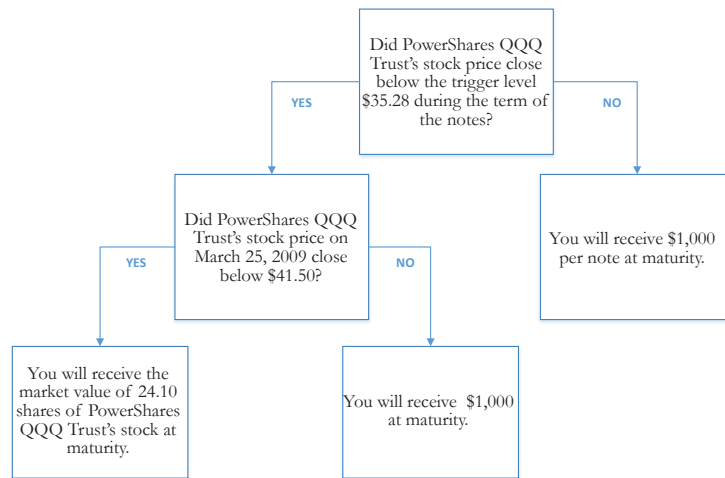 Did PowerShares QQQ
Trust's stock price close
below the trigger level
$35.28 during the term of
the notes?
YES
NO
Did PowerShares QQQ
Trust's stock price on
March 25, 2009 close
below $41.50?
You will receive $1,000
per note at maturity.
YES
NO
You will receive the
market value of 24.10
shares of PowerShares
QQQ Trust's stock at
maturity.
You will receive $1,000
at maturity.